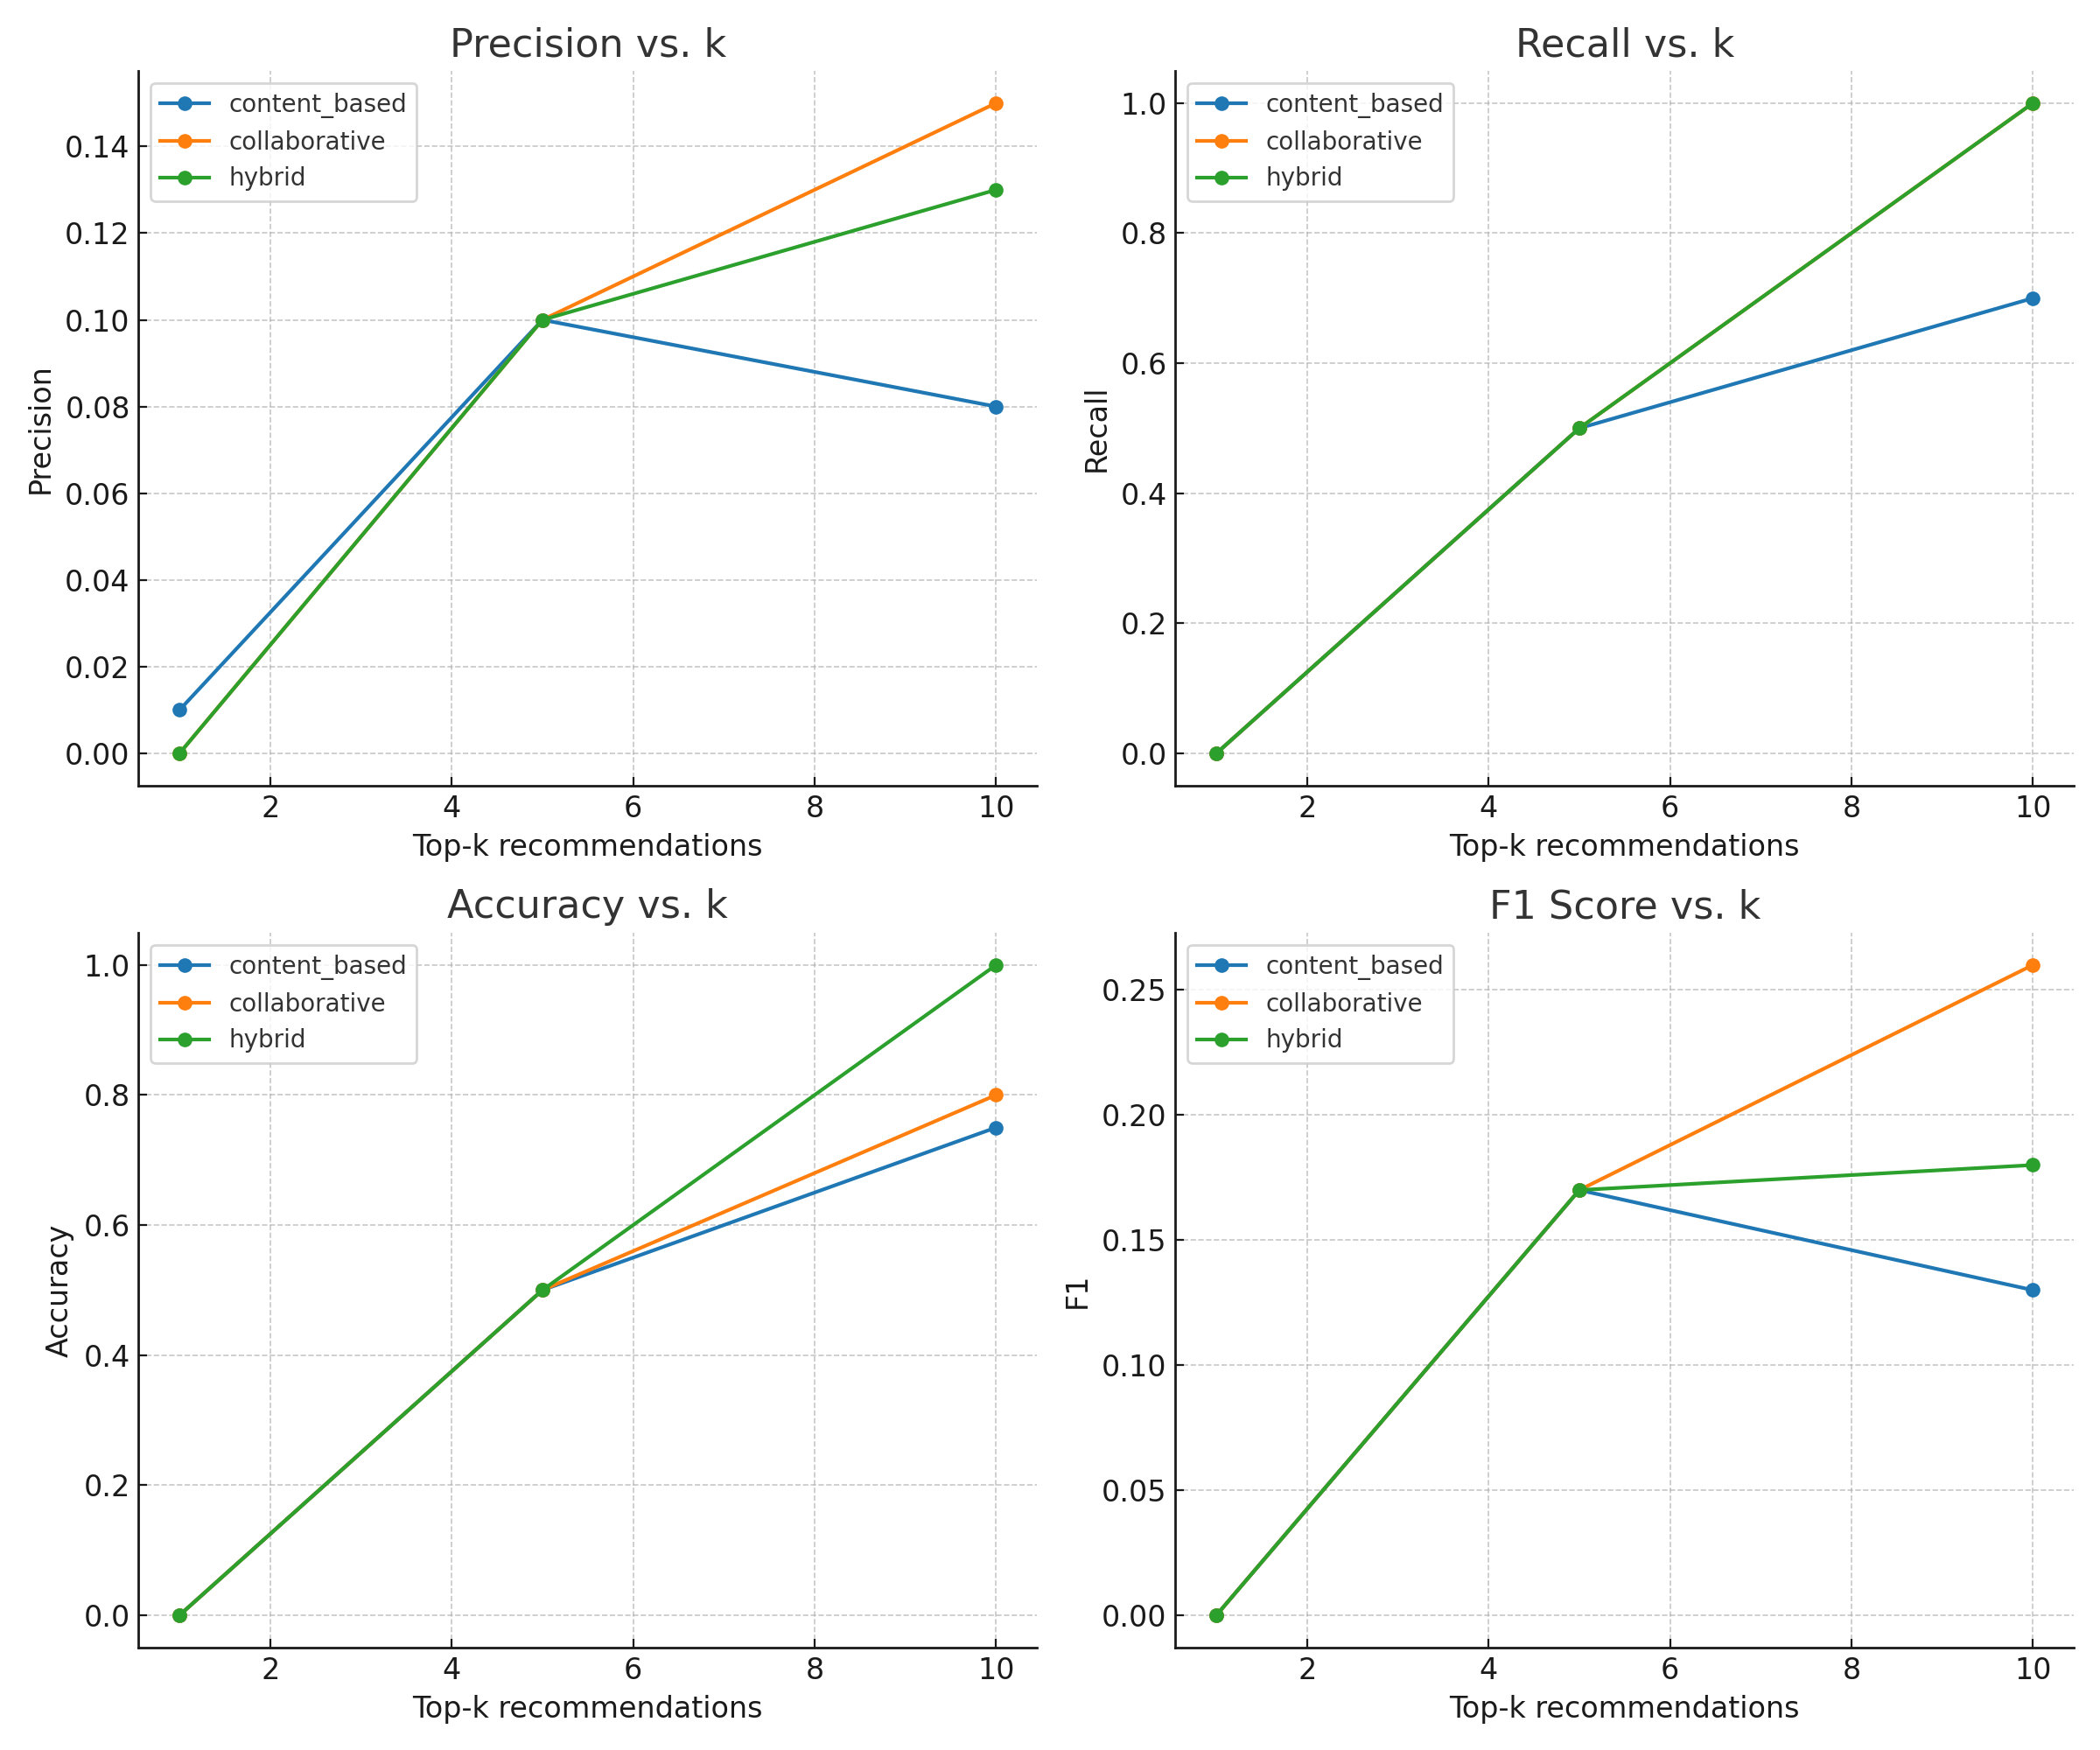 Precision vs. k
content_based
collaborative
hybrid
0.14
0.12
0.10
0.08
0.06
0.04
0.02
0.00
Precision
2 4 6 8 10
Top-k recommendations
Recall vs. k
content_based
collaborative
hybrid
1.0
0.8
0.6
0.4
0.2
0.0
Recall
2 4 6 8 10
Top-k recommendations
Accuracy vs. k
content_based
collaborative
hybrid
1.0
0.8
0.6
0.4
0.2
0.0
Accuracy
2 4 6 8 10
Top-k recommendations
F1 Score vs. k
content_based
collaborative
hybrid
0.25
0.20
0.15
0.10
0.05
0.00
F1
2 4 6 8 10
Top-k recommendations